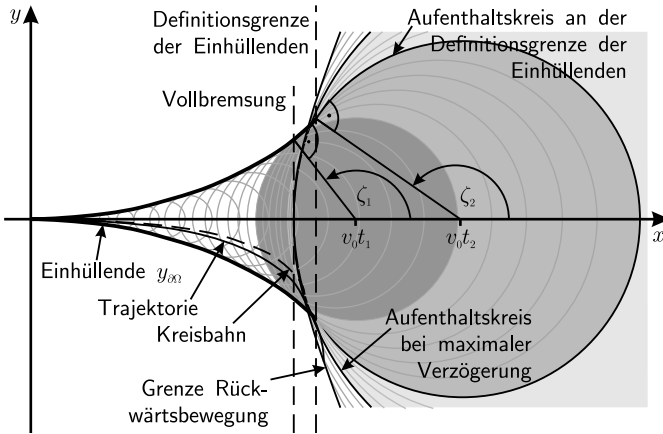 y
Definitionsgrenze
der Einhüllenden
Aufenthaltskreis an der
Definitionsgrenze der
Einhüllenden
Vollbremsung
ζ₁
ζ₂
v₀t₁
v₀t₂
x
Einhüllende y∂Ω
Trajektorie
Kreisbahn
Aufenthaltskreis
bei maximaler
Verzögerung
Grenze Rück-
wärtsbewegung